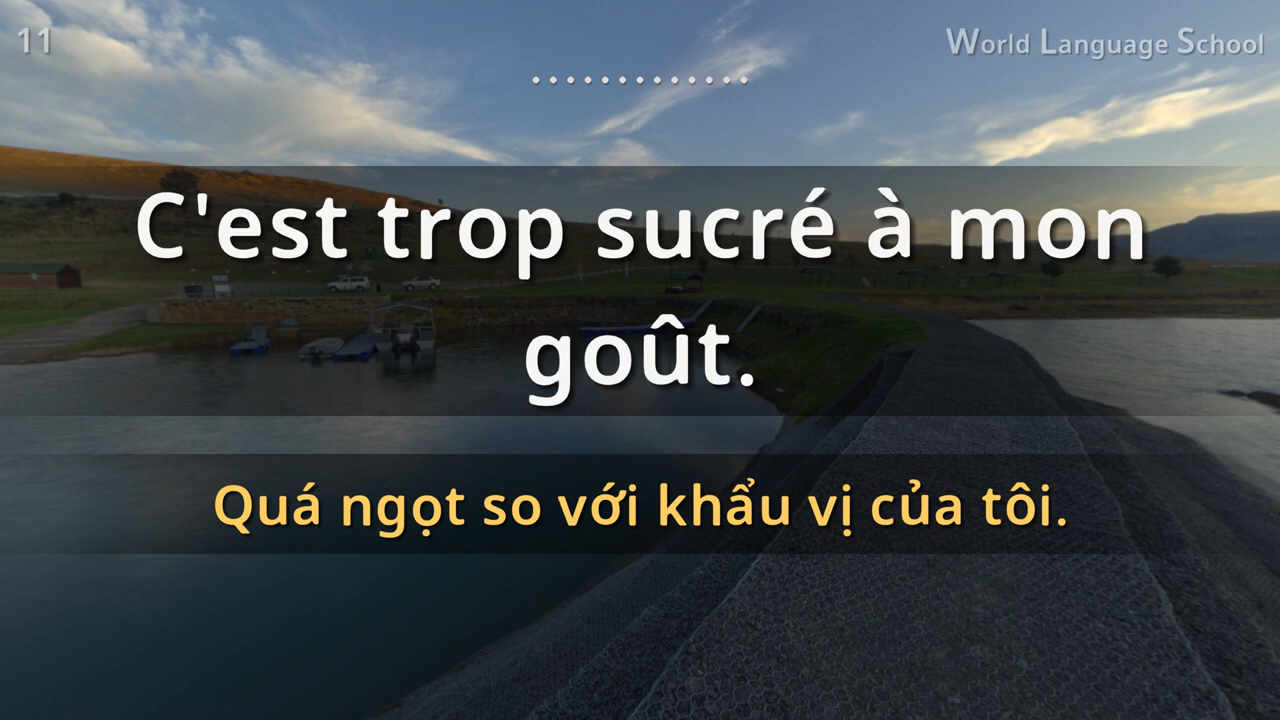 11
World Language School
C'est trop sucré à mon
goût.
Quá ngọt so với khẩu vị của tôi.